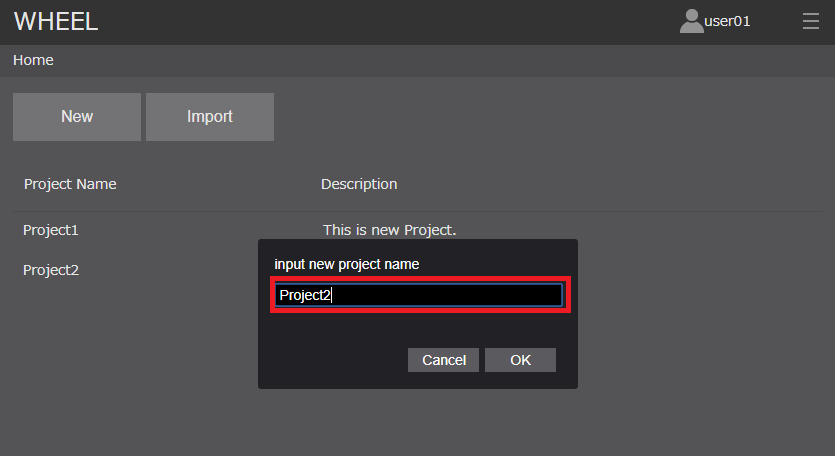 WHEEL
user01
Home
New Import
Project Name Description
Project1 This is new Project.
Project2
input new project name
Project2
Cancel OK